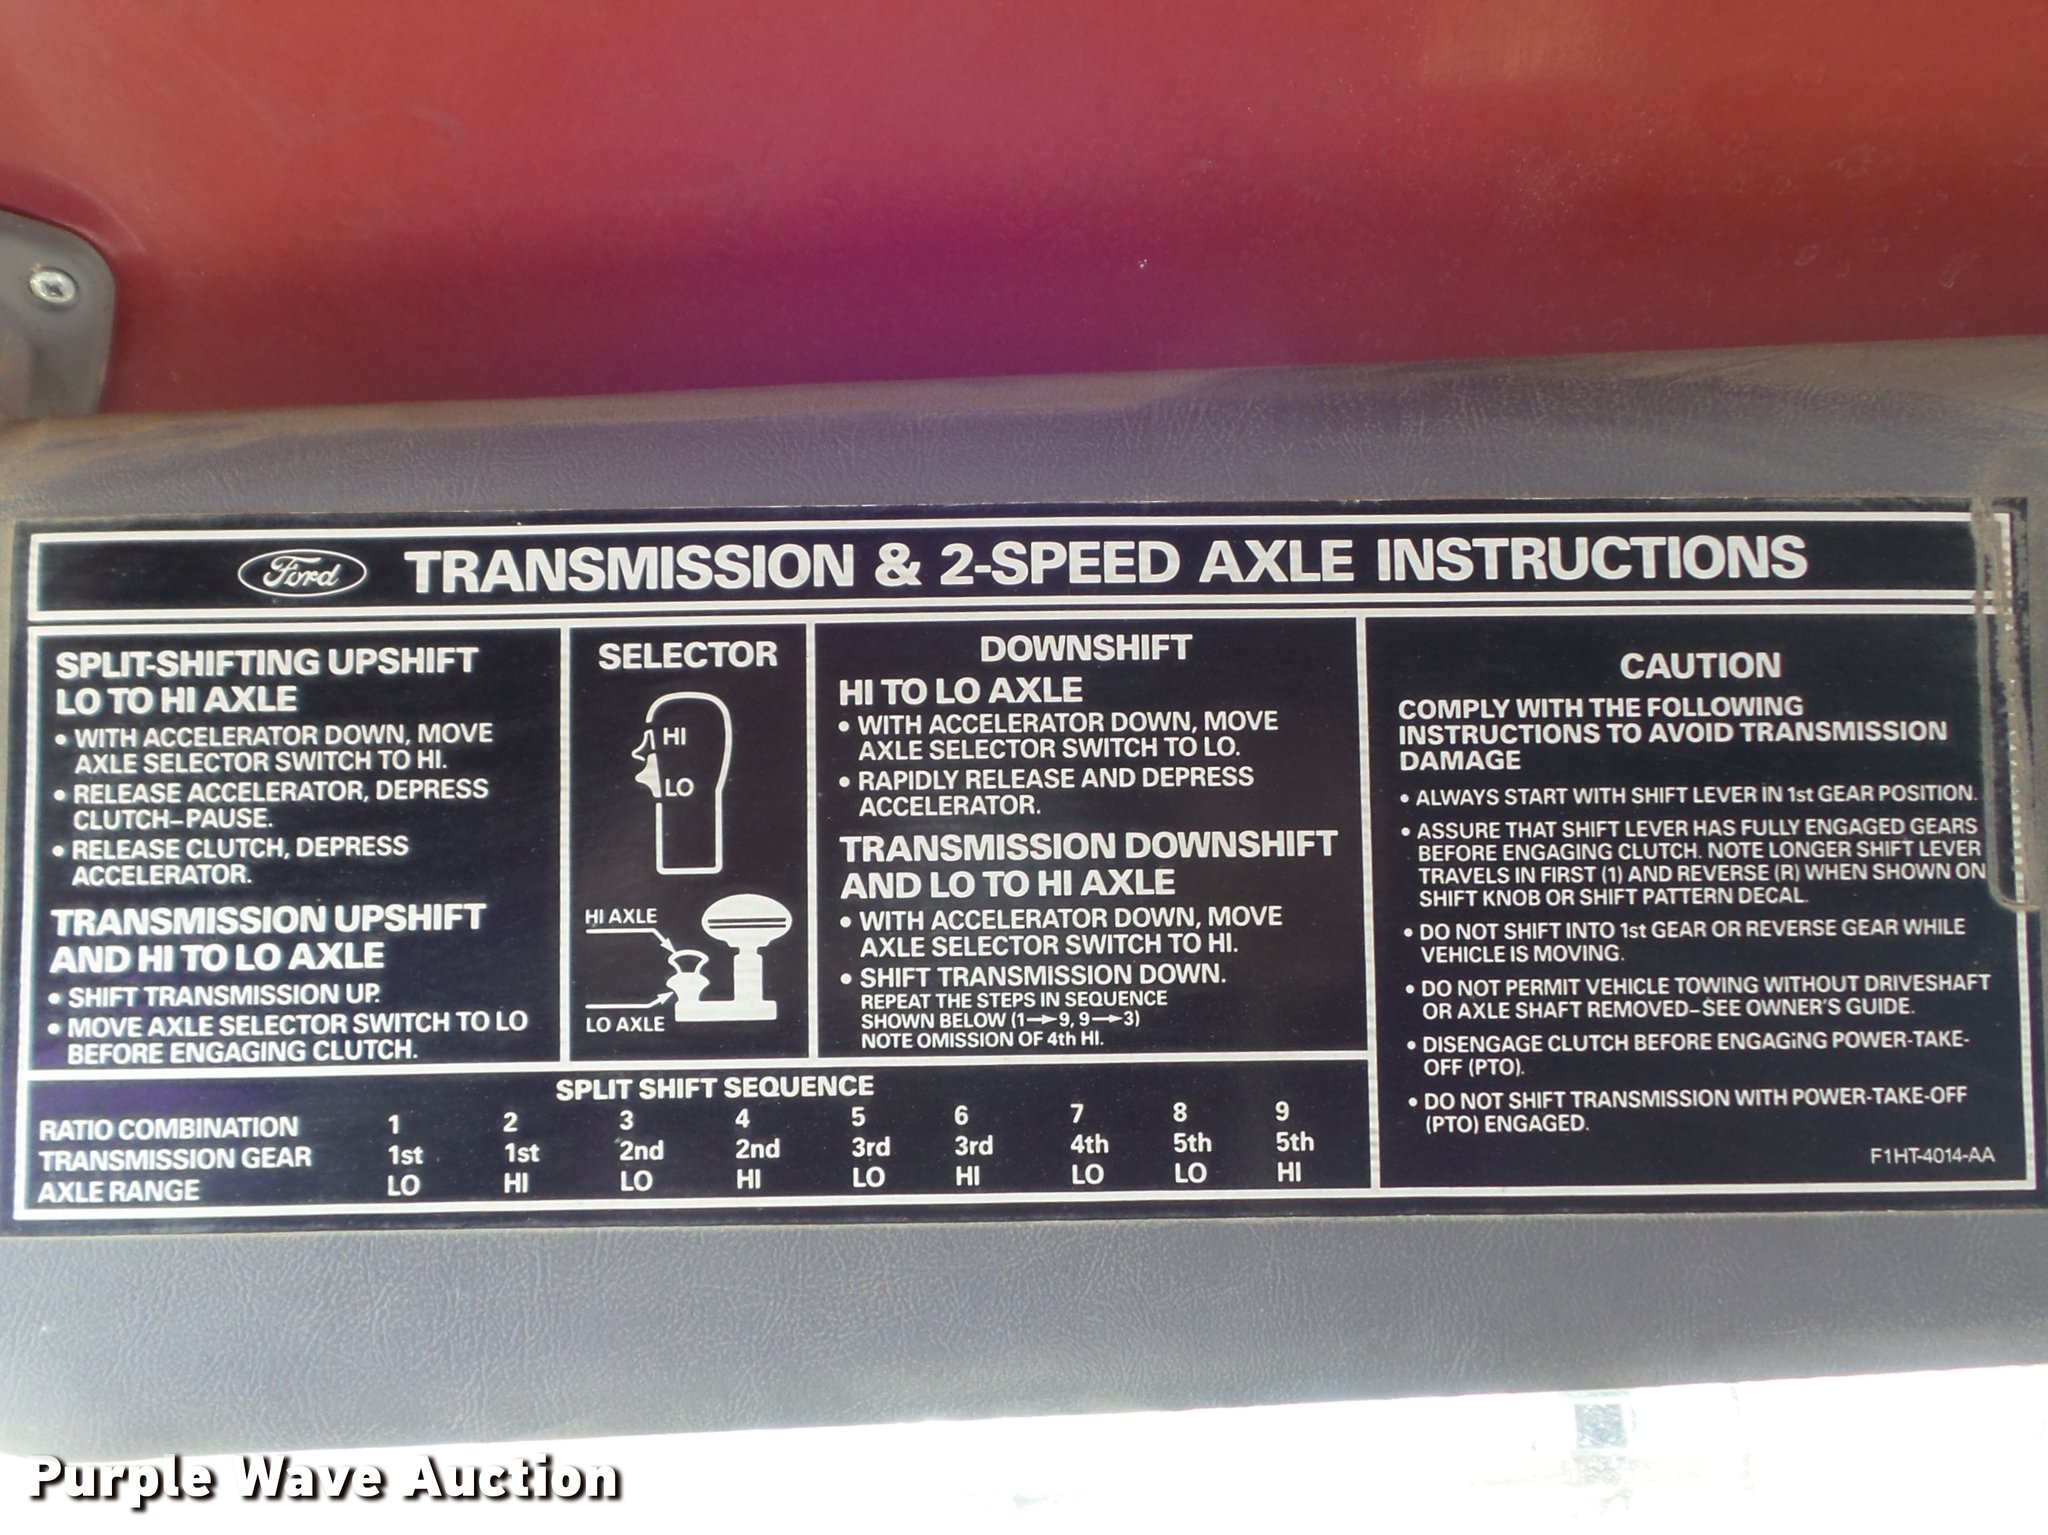 Ford TRANSMISSION & 2-SPEED AXLE INSTRUCTIONS
SPLIT-SHIFTING UPSHIFT
LO TO HI AXLE
• WITH ACCELERATOR DOWN, MOVE
AXLE SELECTOR SWITCH TO HI.
• RELEASE ACCELERATOR, DEPRESS
CLUTCH–PAUSE.
• RELEASE CLUTCH, DEPRESS
ACCELERATOR.
TRANSMISSION UPSHIFT
AND HI TO LO AXLE
• SHIFT TRANSMISSION UP.
• MOVE AXLE SELECTOR SWITCH TO LO
BEFORE ENGAGING CLUTCH.
SELECTOR
HI
LO
HI AXLE
LO AXLE
DOWNSHIFT
HI TO LO AXLE
• WITH ACCELERATOR DOWN, MOVE
AXLE SELECTOR SWITCH TO LO.
• RAPIDLY RELEASE AND DEPRESS
ACCELERATOR.
TRANSMISSION DOWNSHIFT
AND LO TO HI AXLE
• WITH ACCELERATOR DOWN, MOVE
AXLE SELECTOR SWITCH TO HI.
• SHIFT TRANSMISSION DOWN.
REPEAT THE STEPS IN SEQUENCE
SHOWN BELOW (1→9, 9→3)
NOTE OMISSION OF 4th HI.
CAUTION
COMPLY WITH THE FOLLOWING
INSTRUCTIONS TO AVOID TRANSMISSION
DAMAGE
• ALWAYS START WITH SHIFT LEVER IN 1st GEAR POSITION.
• ASSURE THAT SHIFT LEVER HAS FULLY ENGAGED GEARS
BEFORE ENGAGING CLUTCH. NOTE LONGER SHIFT LEVER
TRAVELS IN FIRST (1) AND REVERSE (R) WHEN SHOWN ON
SHIFT KNOB OR SHIFT PATTERN DECAL.
• DO NOT SHIFT INTO 1st GEAR OR REVERSE GEAR WHILE
VEHICLE IS MOVING.
• DO NOT PERMIT VEHICLE TOWING WITHOUT DRIVESHAFT
OR AXLE SHAFT REMOVED–SEE OWNER'S GUIDE.
• DISENGAGE CLUTCH BEFORE ENGAGING POWER-TAKE-
OFF (PTO).
• DO NOT SHIFT TRANSMISSION WITH POWER-TAKE-OFF
(PTO) ENGAGED.
F1HT-4014-AA
SPLIT SHIFT SEQUENCE
RATIO COMBINATION 1 2 3 4 5 6 7 8 9
TRANSMISSION GEAR 1st 1st 2nd 2nd 3rd 3rd 4th 5th 5th
AXLE RANGE LO HI LO HI LO HI LO LO HI
Purple Wave Auction